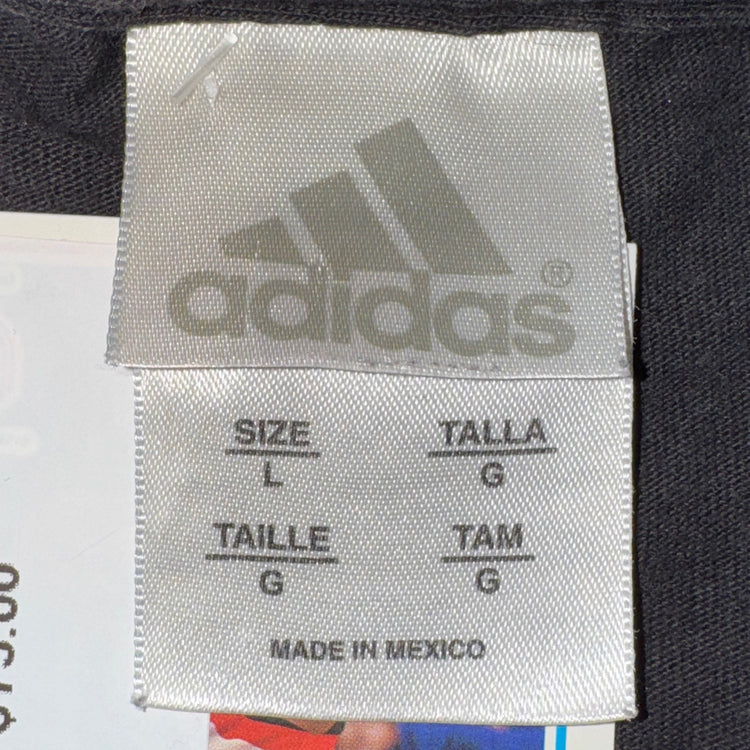 adidas®
SIZE TALLA
L G
TAILLE TAM
G G
MADE IN MEXICO